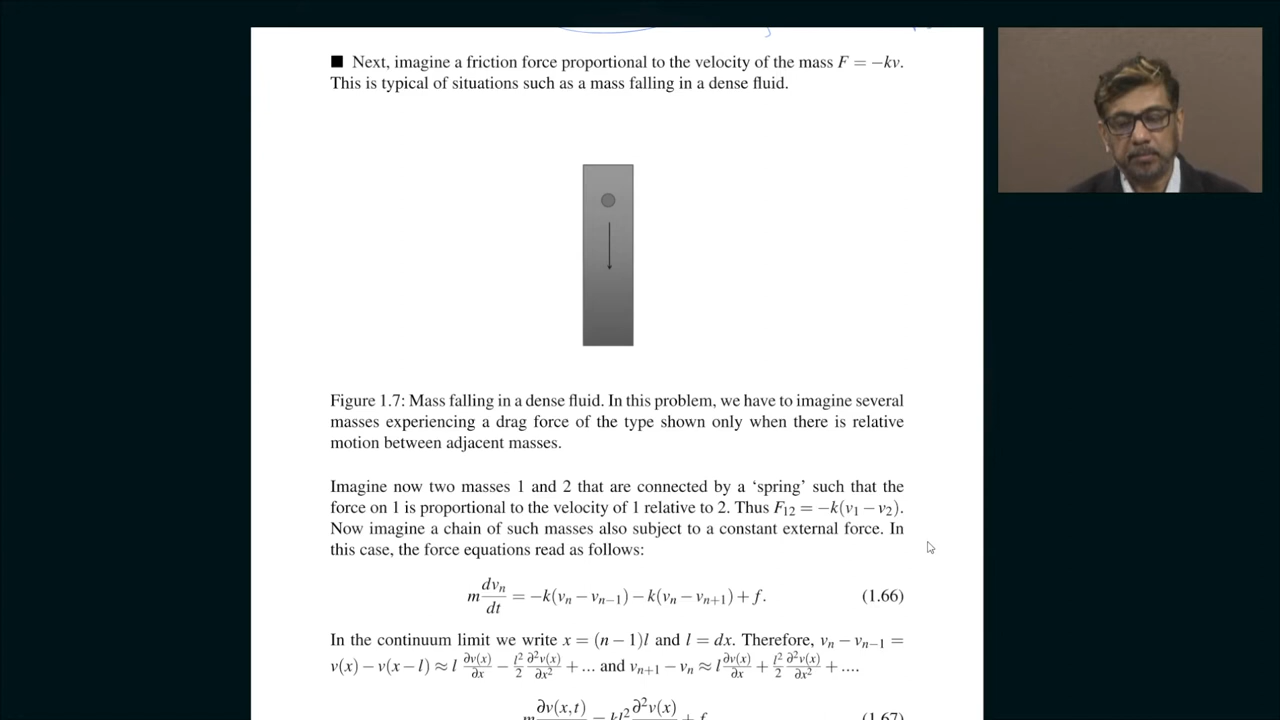 ■ Next, imagine a friction force proportional to the velocity of the mass F = −kv.
This is typical of situations such as a mass falling in a dense fluid.
Figure 1.7: Mass falling in a dense fluid. In this problem, we have to imagine several
masses experiencing a drag force of the type shown only when there is relative
motion between adjacent masses.
Imagine now two masses 1 and 2 that are connected by a ‘spring’ such that the
force on 1 is proportional to the velocity of 1 relative to 2. Thus F₁₂ = −k(v₁ − v₂).
Now imagine a chain of such masses also subject to a constant external force. In
this case, the force equations read as follows:
m dvₙ/dt = −k(vₙ − vₙ₋₁) − k(vₙ − vₙ₊₁) + f. (1.66)
In the continuum limit we write x = (n − 1)l and l = dx. Therefore, vₙ − vₙ₋₁ =
v(x) − v(x − l) ≈ l ∂v(x)/∂x − l²/2 ∂²v(x)/∂x² + ... and vₙ₊₁ − vₙ ≈ l ∂v(x)/∂x + l²/2 ∂²v(x)/∂x² + ....
∂v(x,t) = kl² ∂²v(x) + f (1.67)